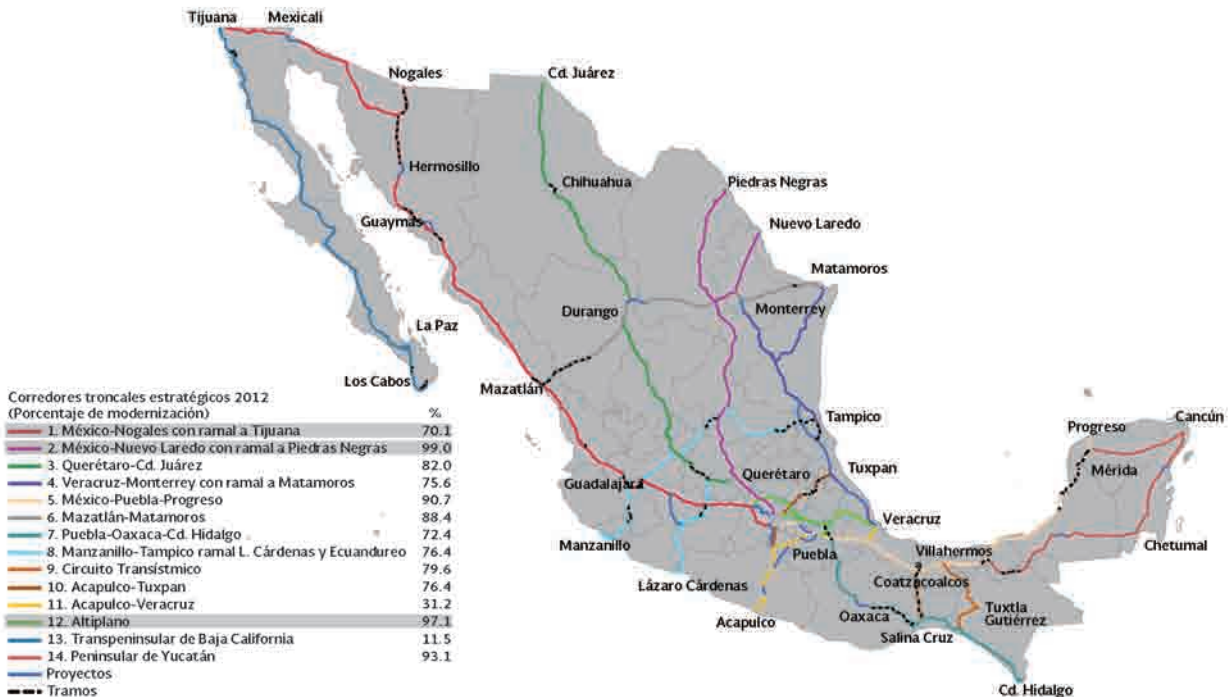 Tijuana
Mexicali
Nogales
Cd. Juárez
Hermosillo
Chihuahua
Piedras Negras
Guaymas
Nuevo Laredo
Matamoros
Durango
Monterrey
La Paz
Los Cabos
Mazatlán
Tampico
Cancún
Progreso
Querétaro
Tuxpan
Mérida
Guadalajara
Veracruz
Manzanillo
Puebla
Villahermos
Chetumal
Lázaro Cárdenas
Coatzacoalcos
Acapulco
Oaxaca
Tuxtla
Gutiérrez
Salina Cruz
Cd. Hidalgo
Corredores troncales estratégicos 2012
(Porcentaje de modernización) %
1. México-Nogales con ramal a Tijuana 70.1
2. México-Nuevo Laredo con ramal a Piedras Negras 99.0
3. Querétaro-Cd. Juárez 82.0
4. Veracruz-Monterrey con ramal a Matamoros 75.6
5. México-Puebla-Progreso 90.7
6. Mazatlán-Matamoros 88.4
7. Puebla-Oaxaca-Cd. Hidalgo 72.4
8. Manzanillo-Tampico ramal L. Cárdenas y Ecuandureo 76.4
9. Circuito Transístmico 79.6
10. Acapulco-Tuxpan 76.4
11. Acapulco-Veracruz 31.2
12. Altiplano 97.1
13. Transpeninsular de Baja California 11.5
14. Peninsular de Yucatán 93.1
Proyectos
Tramos